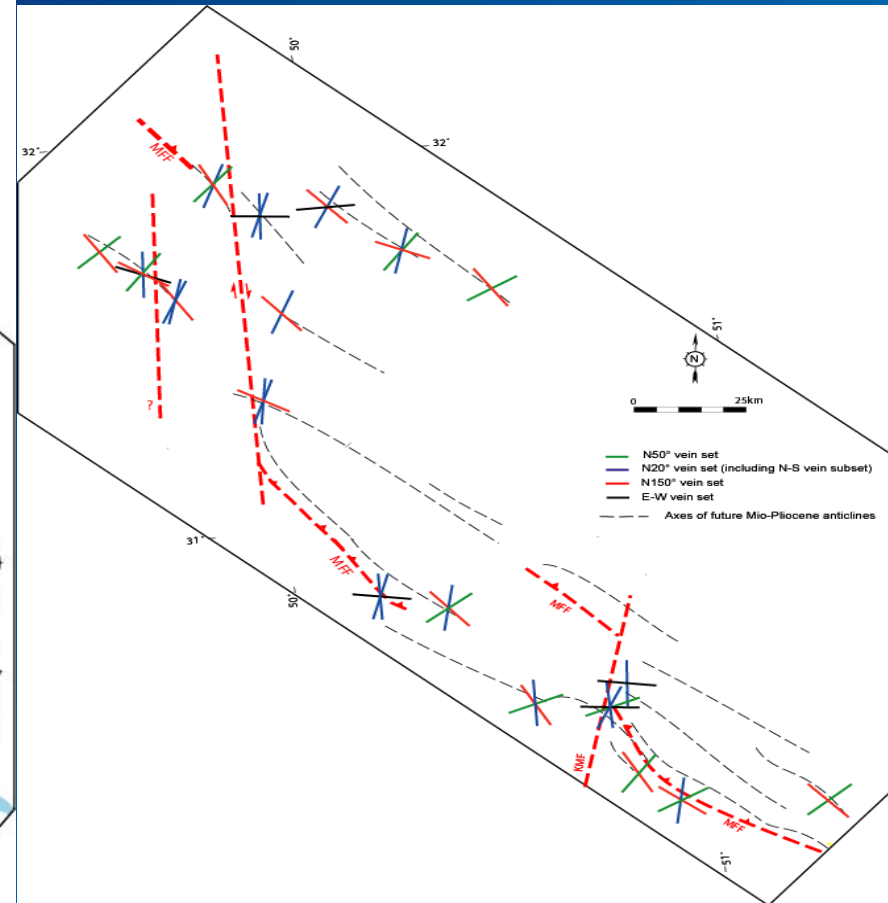 50°
32°
32°
MFF
51°
N
0 25km
?
N50° vein set
N20° vein set (including N-S vein subset)
N150° vein set
E-W vein set
Axes of future Mio-Pliocene anticlines
31°
MFF
50°
MFF
KMF
MFF
51°